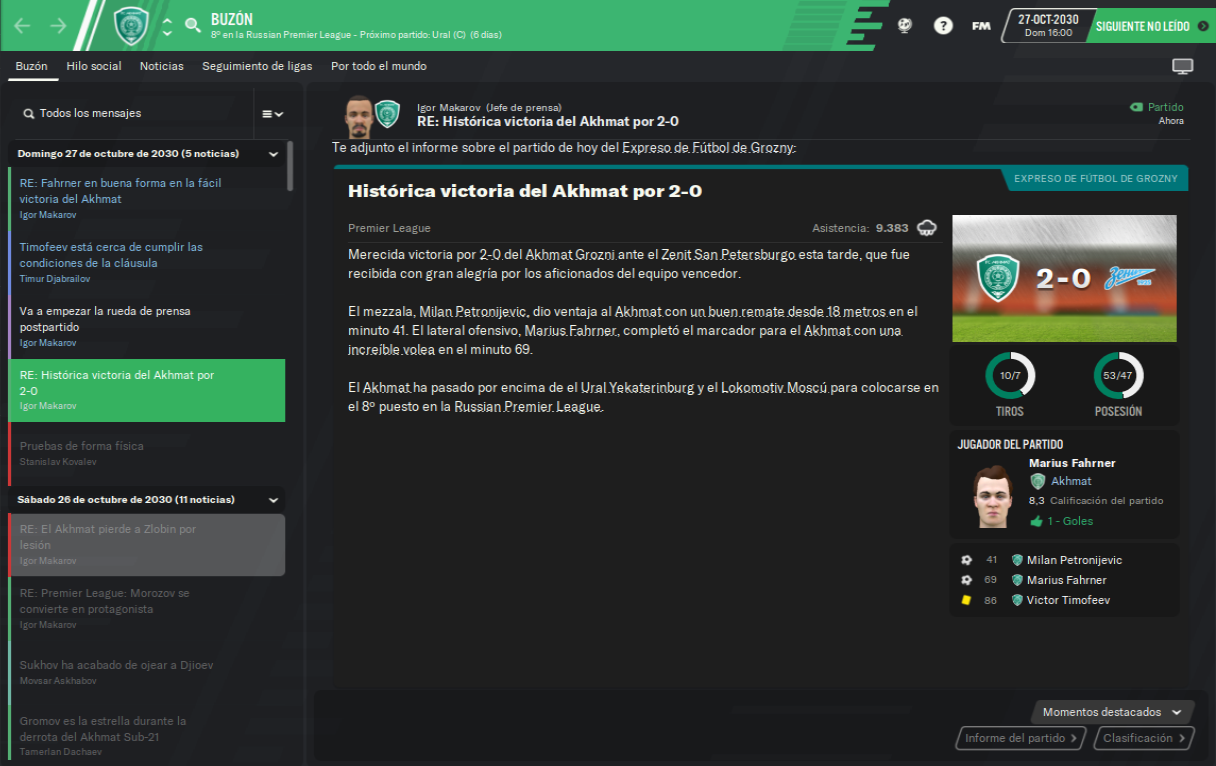 BUZÓN
8º en la Russian Premier League - Próximo partido: Ural (C) (6 días)
?
FM
27-OCT-2030
Dom 16:00
SIGUIENTE NO LEÍDO
Buzón
Hilo social
Noticias
Seguimiento de ligas
Por todo el mundo
Todos los mensajes
Domingo 27 de octubre de 2030 (5 noticias)
RE: Fahrner en buena forma en la fácil
victoria del Akhmat
Igor Makarov
Timofeev está cerca de cumplir las
condiciones de la cláusula
Timur Djabrailov
Va a empezar la rueda de prensa
postpartido
Igor Makarov
RE: Histórica victoria del Akhmat por
2-0
Igor Makarov
Pruebas de forma física
Stanislav Kovalev
Sábado 26 de octubre de 2030 (11 noticias)
RE: El Akhmat pierde a Zlobin por
lesión
Igor Makarov
RE: Premier League: Morozov se
convierte en protagonista
Igor Makarov
Sukhov ha acabado de ojear a Djioev
Movsar Askhabov
Gromov es la estrella durante la
derrota del Akhmat Sub-21
Tamerlan Dachaev
Igor Makarov (Jefe de prensa)
RE: Histórica victoria del Akhmat por 2-0
Partido
Ahora
Te adjunto el informe sobre el partido de hoy del Expreso de Fútbol de Grozny:
EXPRESO DE FÚTBOL DE GROZNY
Histórica victoria del Akhmat por 2-0
Premier League
Asistencia: 9.383
Merecida victoria por 2-0 del Akhmat Grozni ante el Zenit San Petersburgo esta tarde, que fue
recibida con gran alegría por los aficionados del equipo vencedor.
El mezzala, Milan Petronijevic, dio ventaja al Akhmat con un buen remate desde 18 metros en el
minuto 41. El lateral ofensivo, Marius Fahrner, completó el marcador para el Akhmat con una
increíble volea en el minuto 69.
El Akhmat ha pasado por encima de el Ural Yekaterinburg y el Lokomotiv Moscú para colocarse en
el 8º puesto en la Russian Premier League.
2-0
10/7
TIROS
53/47
POSESIÓN
JUGADOR DEL PARTIDO
Marius Fahrner
Akhmat
8,3 Calificación del partido
1 - Goles
41 Milan Petronijevic
69 Marius Fahrner
86 Victor Timofeev
Momentos destacados
Informe del partido
Clasificación